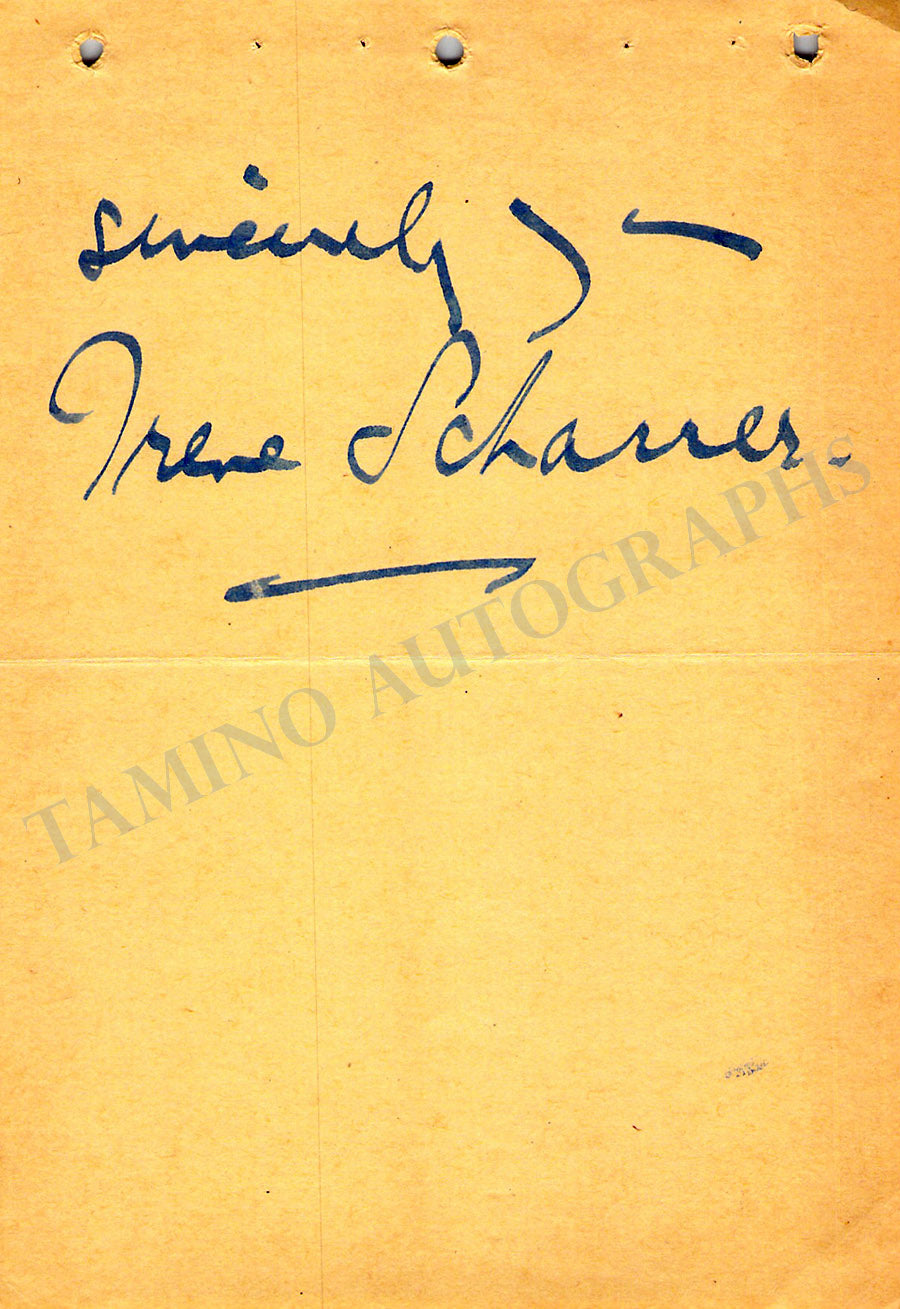 sincerely y —
Irene Scharrer.
TAMINO AUTOGRAPHS